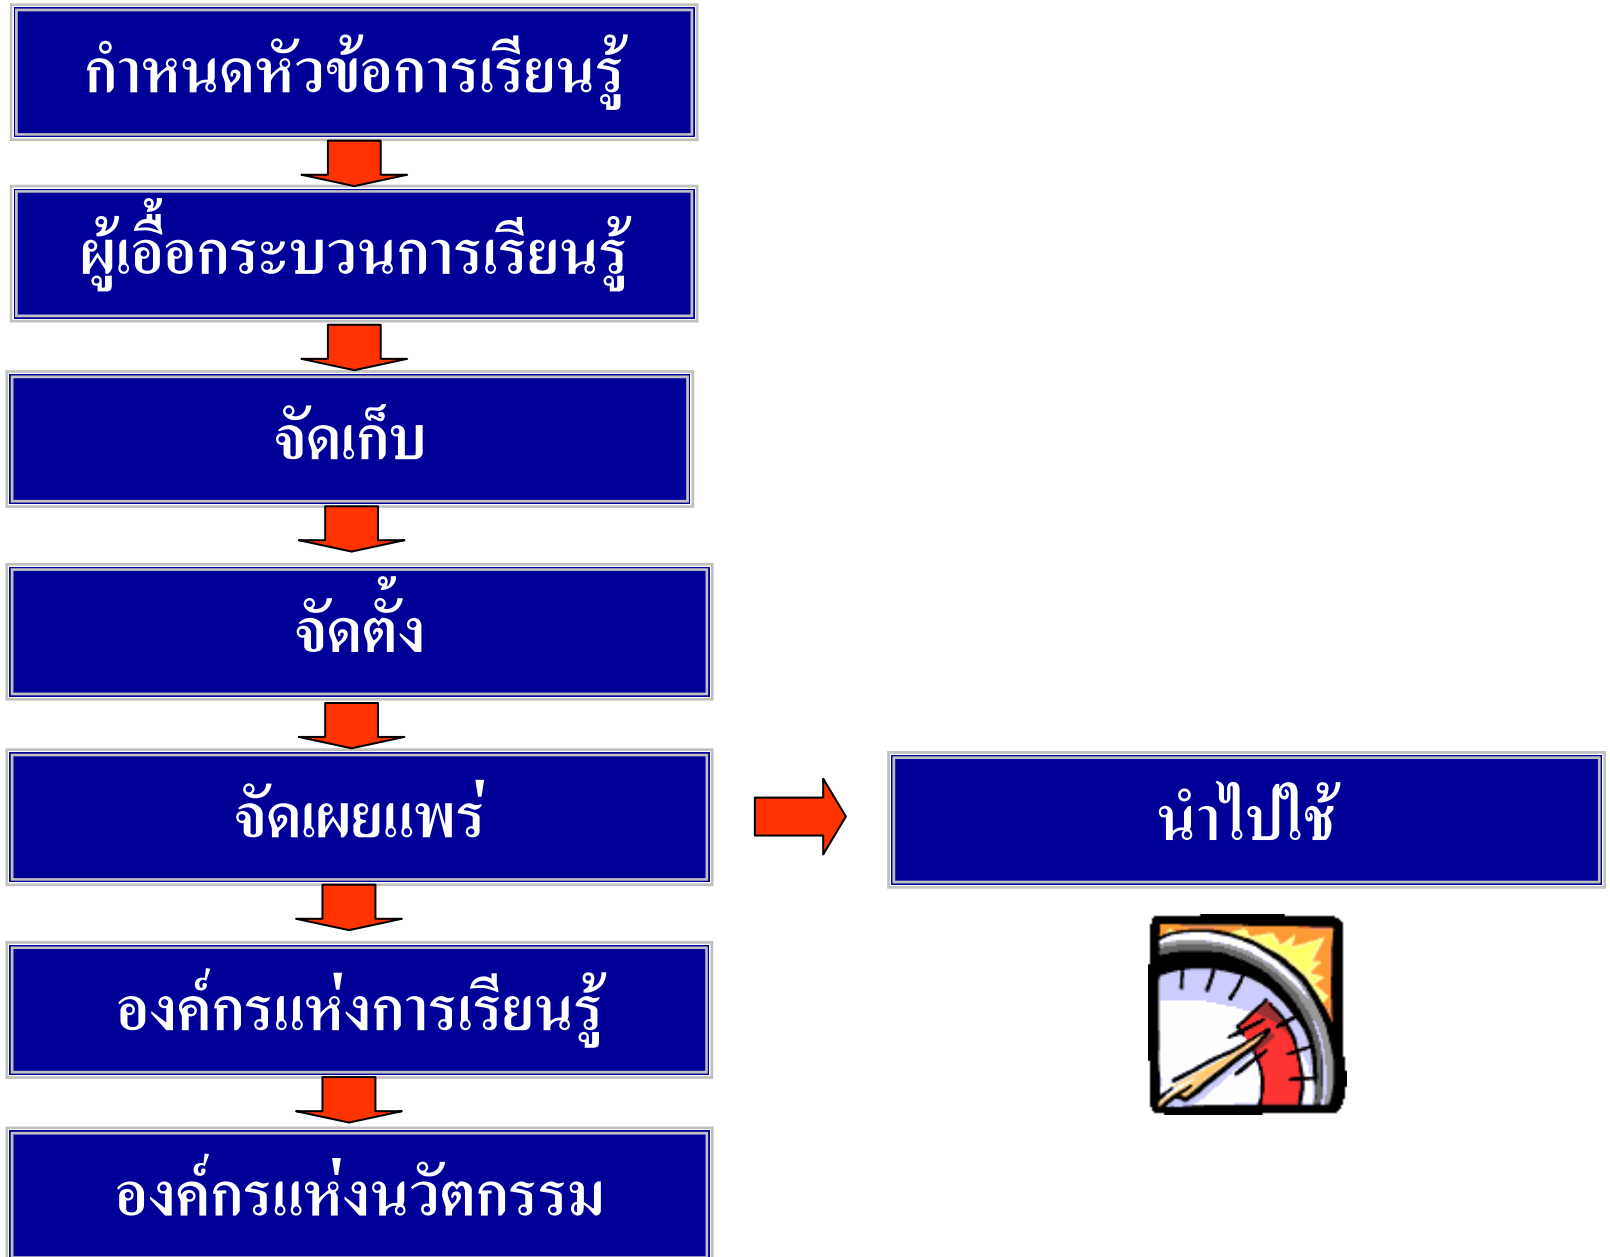 กำหนดหัวข้อการเรียนรู้
ผู้เอื้อกระบวนการเรียนรู้
จัดเก็บ
จัดตั้ง
จัดเผยแพร่
นำไปใช้
องค์กรแห่งการเรียนรู้
องค์กรแห่งนวัตกรรม